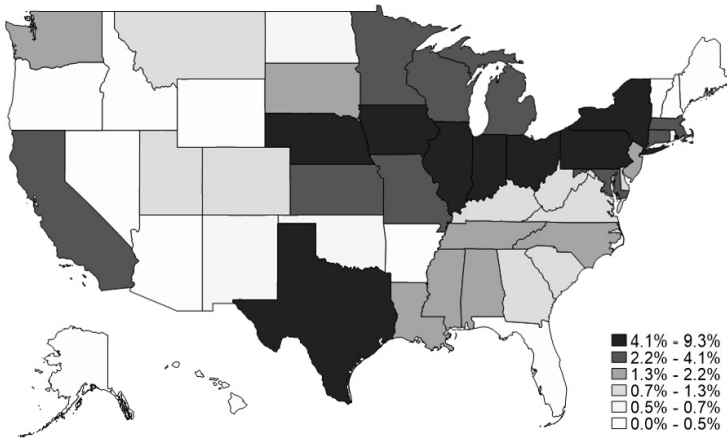 4.1% - 9.3%
2.2% - 4.1%
1.3% - 2.2%
0.7% - 1.3%
0.5% - 0.7%
0.0% - 0.5%